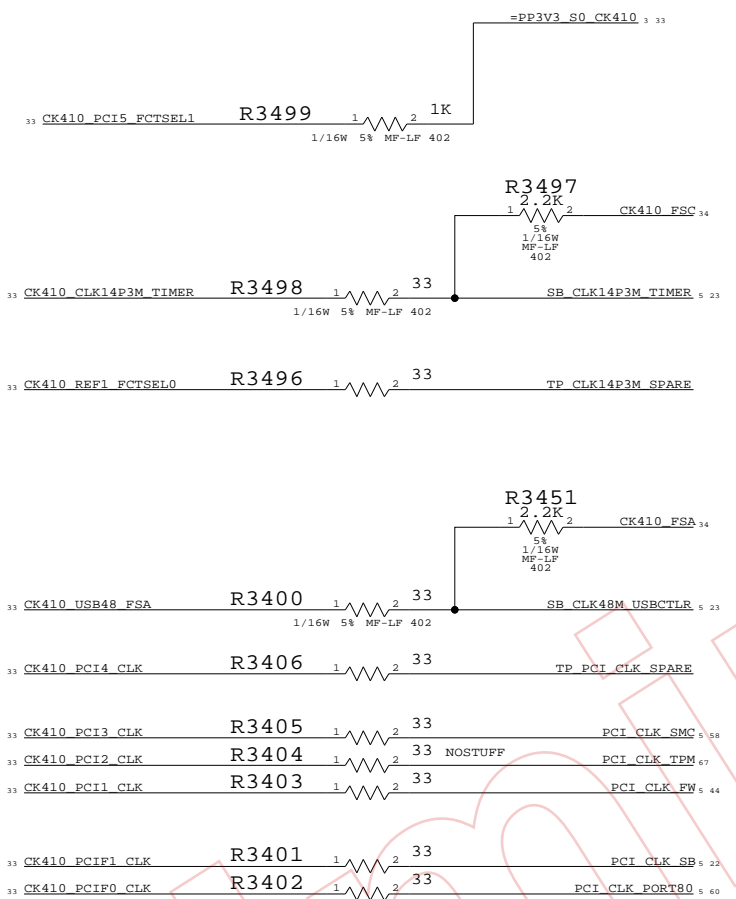 =PP3V3_S0_CK410 3 33
33 CK410_PCI5_FCTSEL1 R3499 1 2 1K
1/16W 5% MF-LF 402
R3497
2.2K
1 2 CK410_FSC 34
5%
1/16W
MF-LF
402
33 CK410_CLK14P3M_TIMER R3498 1 2 33 SB_CLK14P3M_TIMER 5 23
1/16W 5% MF-LF 402
33 CK410_REF1_FCTSEL0 R3496 1 2 33 TP_CLK14P3M_SPARE
R3451
2.2K
1 2 CK410_FSA 34
5%
1/16W
MF-LF
402
33 CK410_USB48_FSA R3400 1 2 33 SB_CLK48M_USBCTLR 5 23
1/16W 5% MF-LF 402
33 CK410_PCI4_CLK R3406 1 2 33 TP_PCI_CLK_SPARE
33 CK410_PCI3_CLK R3405 1 2 33 PCI_CLK_SMC 5 58
33 CK410_PCI2_CLK R3404 1 2 33 NOSTUFF PCI_CLK_TPM 67
33 CK410_PCI1_CLK R3403 1 2 33 PCI_CLK_FW 5 44
33 CK410_PCIF1_CLK R3401 1 2 33 PCI_CLK_SB 5 22
33 CK410_PCIF0_CLK R3402 1 2 33 PCI_CLK_PORT80 5 60